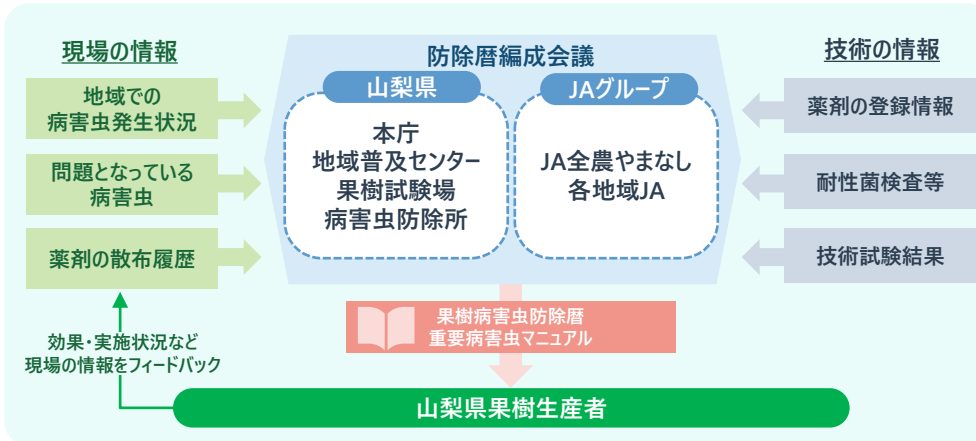 現場の情報
地域での
病害虫発生状況
問題となっている
病害虫
薬剤の散布履歴
防除暦編成会議
山梨県
本庁
地域普及センター
果樹試験場
病害虫防除所
JAグループ
JA全農やまなし
各地域JA
技術の情報
薬剤の登録情報
耐性菌検査等
技術試験結果
果樹病害虫防除暦
重要病害虫マニュアル
効果・実施状況など
現場の情報をフィードバック
山梨県果樹生産者